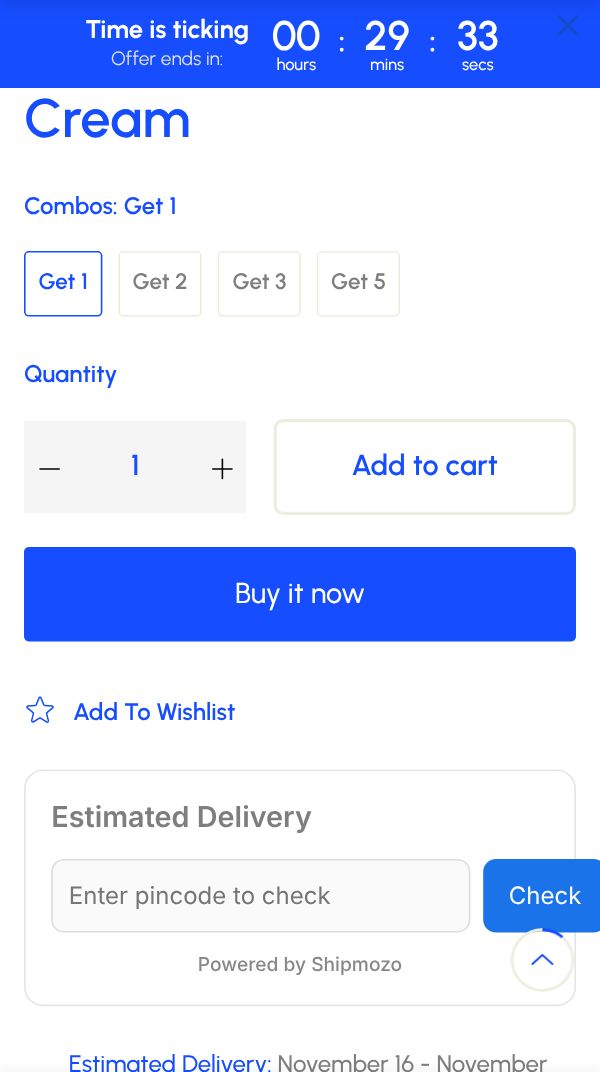 Time is ticking
Offer ends in:
00 : 29 : 33
hours mins secs
Cream
Combos: Get 1
Get 1 Get 2 Get 3 Get 5
Quantity
− 1 + Add to cart
Buy it now
Add To Wishlist
Estimated Delivery
Enter pincode to check Check
Powered by Shipmozo
Estimated Delivery: November 16 - November